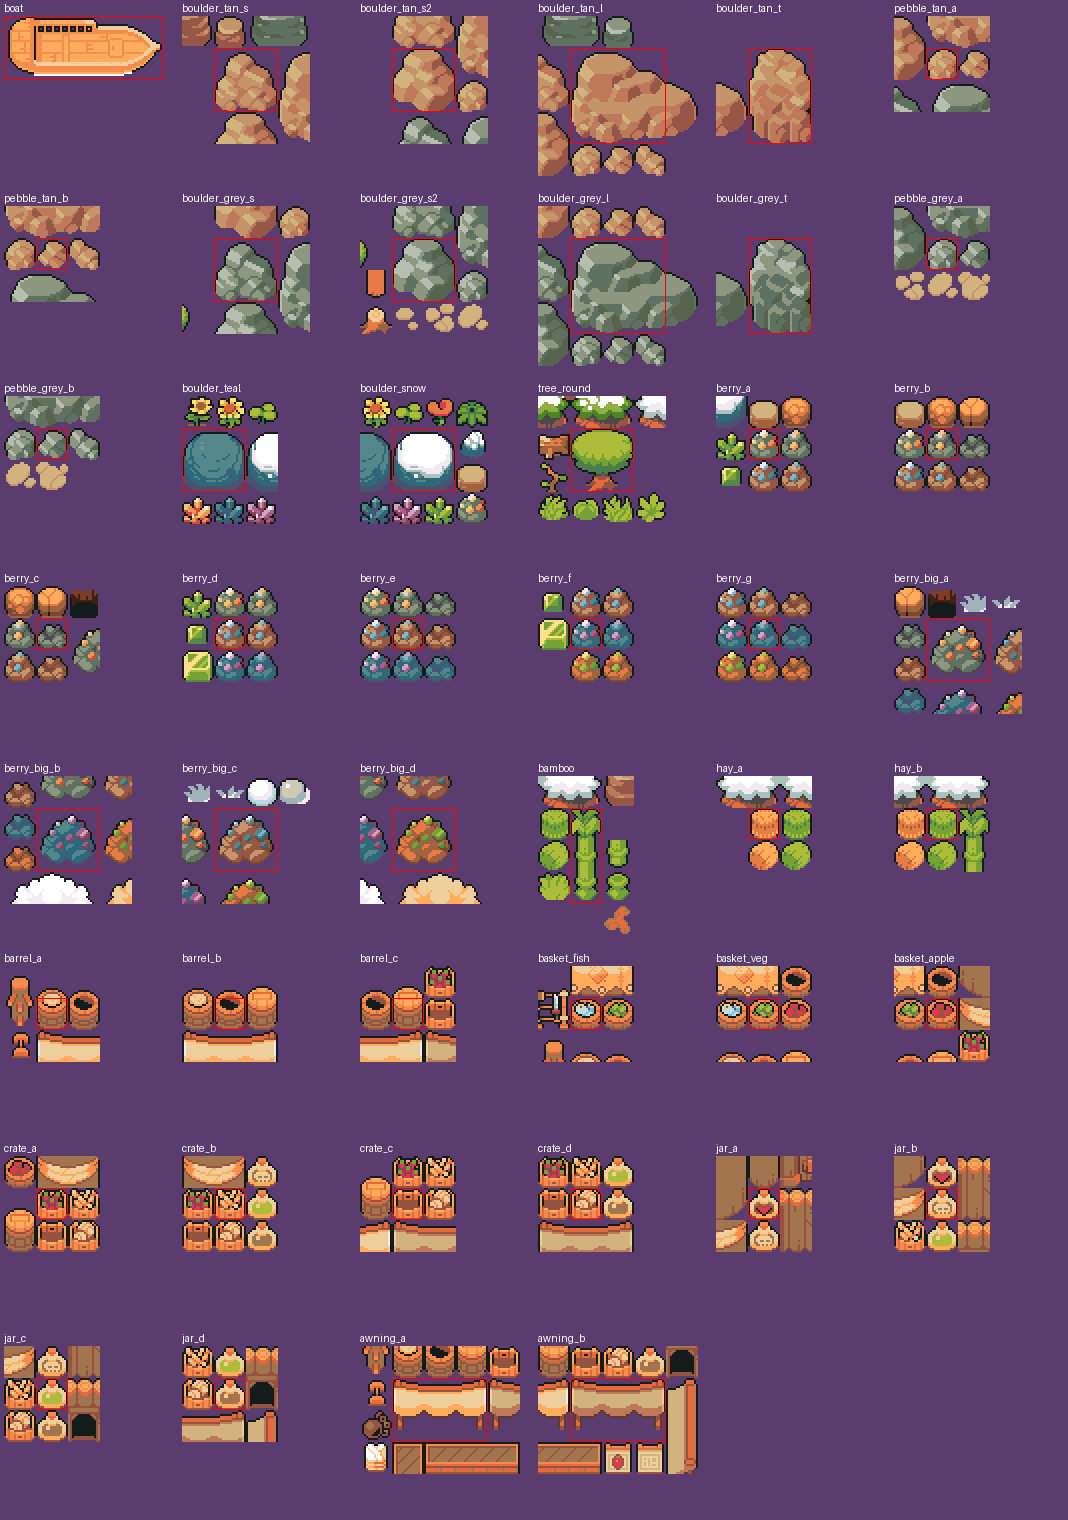 boat boulder_tan_s boulder_tan_s2 boulder_tan_l boulder_tan_t pebble_tan_a
pebble_tan_b boulder_grey_s boulder_grey_s2 boulder_grey_l boulder_grey_t pebble_grey_a
pebble_grey_b boulder_teal boulder_snow tree_round berry_a berry_b
berry_c berry_d berry_e berry_f berry_g berry_big_a
berry_big_b berry_big_c berry_big_d bamboo hay_a hay_b
barrel_a barrel_b barrel_c basket_fish basket_veg basket_apple
crate_a crate_b crate_c crate_d jar_a jar_b
jar_c jar_d awning_a awning_b